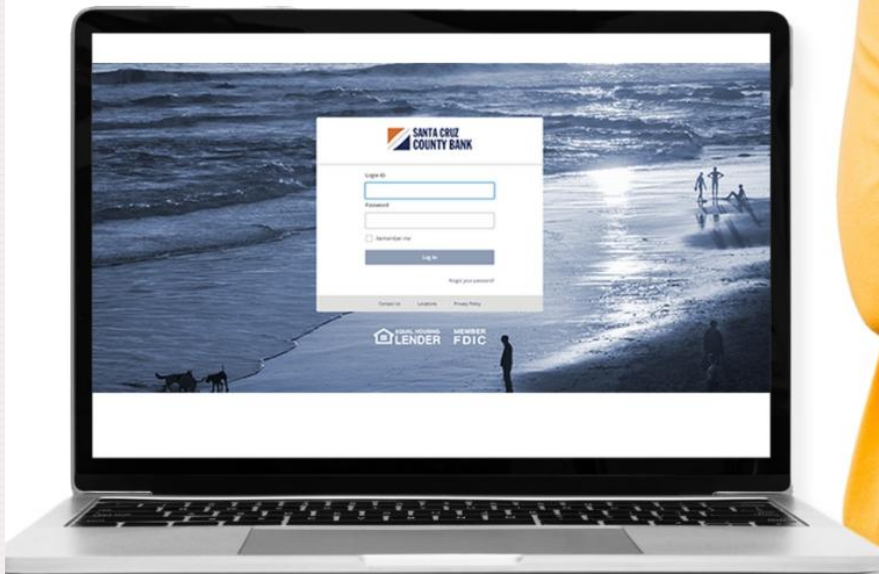 SANTA CRUZ
COUNTY BANK
Login ID
Password
Remember me
Log In
Forgot your password?
Contact Us Locations Privacy Policy
EQUAL HOUSING
LENDER
MEMBER
FDIC